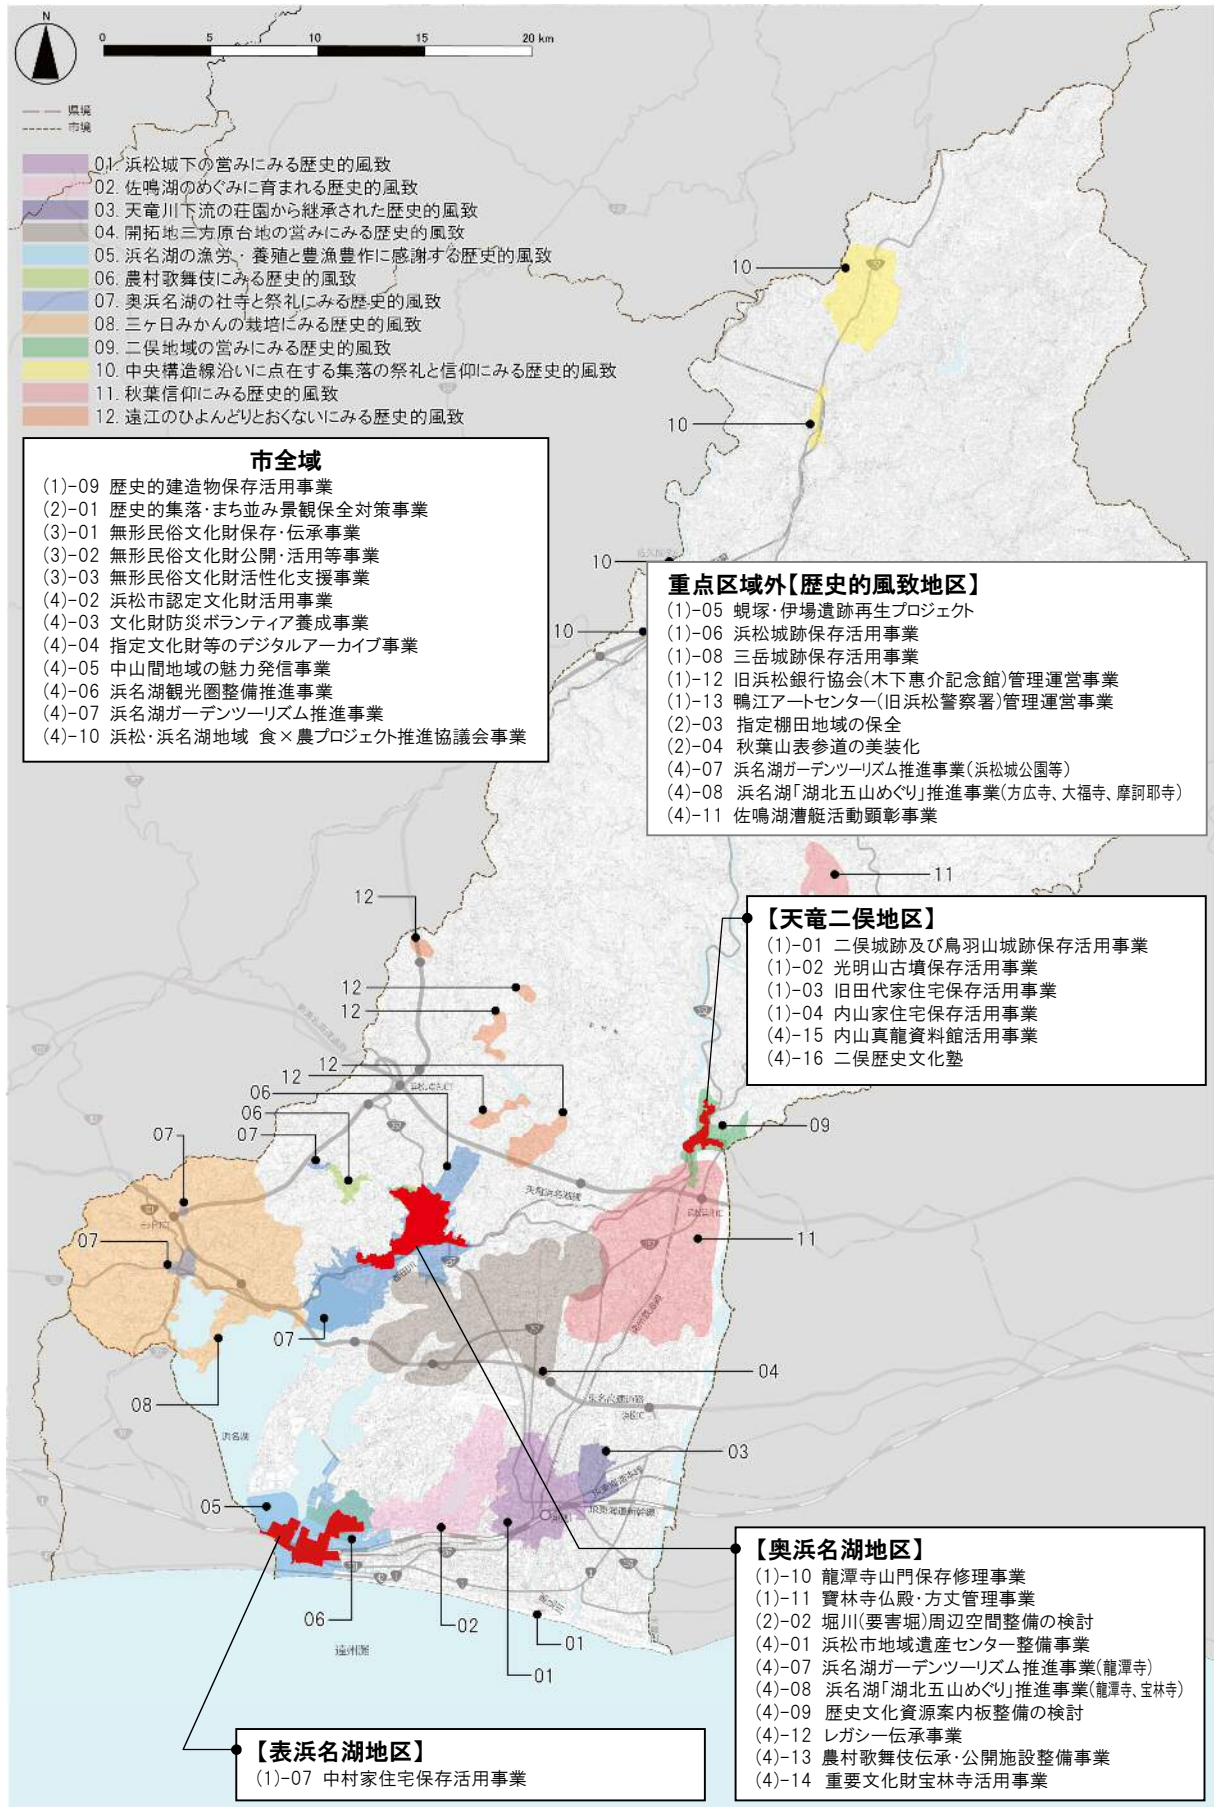 N
0 5 10 15 20 km
県境
市境
01. 浜松城下の営みにみる歴史的風致
02. 佐鳴湖のめぐみに育まれる歴史的風致
03. 天竜川下流の荘園から継承された歴史的風致
04. 開拓地三方原台地の営みにみる歴史的風致
05. 浜名湖の漁労・養殖と豊漁豊作に感謝する歴史的風致
06. 農村歌舞伎にみる歴史的風致
07. 奥浜名湖の社寺と祭礼にみる歴史的風致
08. 三ヶ日みかんの栽培にみる歴史的風致
09. 二俣地域の営みにみる歴史的風致
10. 中央構造線沿いに点在する集落の祭礼と信仰にみる歴史的風致
11. 秋葉信仰にみる歴史的風致
12. 遠江のひよんどりとおくないにみる歴史的風致
市全域
(1)-09 歴史的建造物保存活用事業
(2)-01 歴史的集落・まち並み景観保全対策事業
(3)-01 無形民俗文化財保存・伝承事業
(3)-02 無形民俗文化財公開・活用等事業
(3)-03 無形民俗文化財活性化支援事業
(4)-02 浜松市認定文化財活用事業
(4)-03 文化財防災ボランティア養成事業
(4)-04 指定文化財等のデジタルアーカイブ事業
(4)-05 中山間地域の魅力発信事業
(4)-06 浜名湖観光圏整備推進事業
(4)-07 浜名湖ガーデンツーリズム推進事業
(4)-10 浜松・浜名湖地域 食×農プロジェクト推進協議会事業
10
10
10
10
重点区域外【歴史的風致地区】
(1)-05 蜆塚・伊場遺跡再生プロジェクト
(1)-06 浜松城跡保存活用事業
(1)-08 三岳城跡保存活用事業
(1)-12 旧浜松銀行協会(木下惠介記念館)管理運営事業
(1)-13 鴨江アートセンター(旧浜松警察署)管理運営事業
(2)-03 指定棚田地域の保全
(2)-04 秋葉山表参道の美装化
(4)-07 浜名湖ガーデンツーリズム推進事業(浜松城公園等)
(4)-08 浜名湖「湖北五山めぐり」推進事業(方広寺、大福寺、摩訶耶寺)
(4)-11 佐鳴湖漕艇活動顕彰事業
11
12
【天竜二俣地区】
(1)-01 二俣城跡及び鳥羽山城跡保存活用事業
(1)-02 光明山古墳保存活用事業
(1)-03 旧田代家住宅保存活用事業
(1)-04 内山家住宅保存活用事業
(4)-15 内山真龍資料館活用事業
(4)-16 二俣歴史文化塾
12
12
12
12
06
06
07
07
09
07
11
天竜浜名湖線
07
04
08
東名高速道路
浜名湖
03
JR東海道新幹線
05
06
02
01
01
遠州灘
【奥浜名湖地区】
(1)-10 龍潭寺山門保存修理事業
(1)-11 寶林寺仏殿・方丈管理事業
(2)-02 堀川(要害堀)周辺空間整備の検討
(4)-01 浜松市地域遺産センター整備事業
(4)-07 浜名湖ガーデンツーリズム推進事業(龍潭寺)
(4)-08 浜名湖「湖北五山めぐり」推進事業(龍潭寺、宝林寺)
(4)-09 歴史文化資源案内板整備の検討
(4)-12 レガシー伝承事業
(4)-13 農村歌舞伎伝承・公開施設整備事業
(4)-14 重要文化財宝林寺活用事業
【表浜名湖地区】
(1)-07 中村家住宅保存活用事業